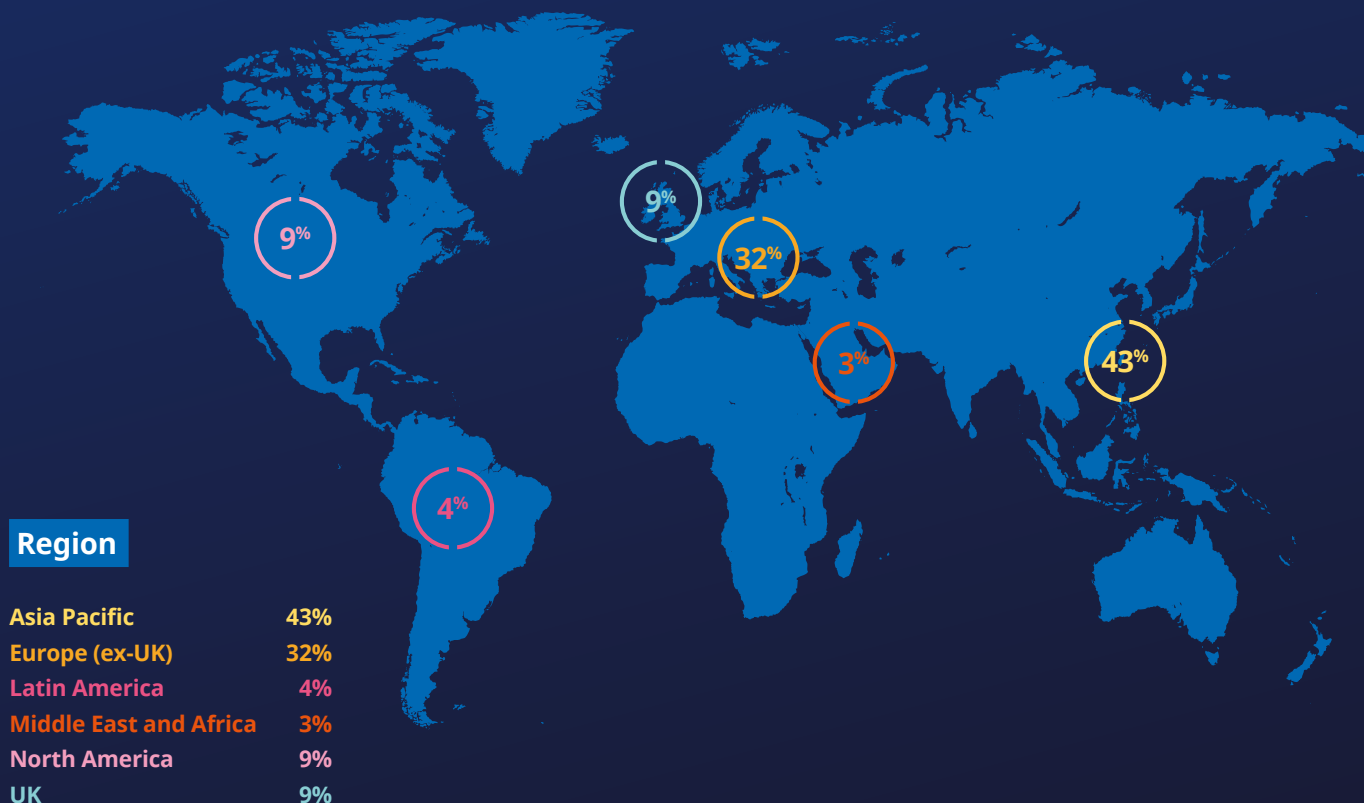 9%
9%
32%
3%
43%
4%
Region
Asia Pacific 43%
Europe (ex-UK) 32%
Latin America 4%
Middle East and Africa 3%
North America 9%
UK 9%